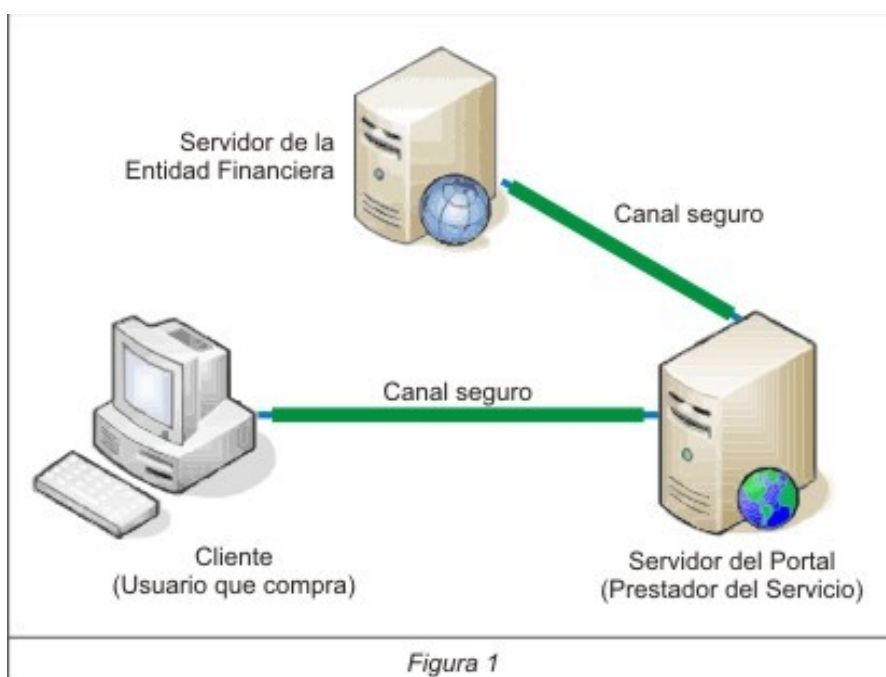 Servidor de la
Entidad Financiera
Canal seguro
Canal seguro
Cliente
(Usuario que compra)
Servidor del Portal
(Prestador del Servicio)
Figura 1